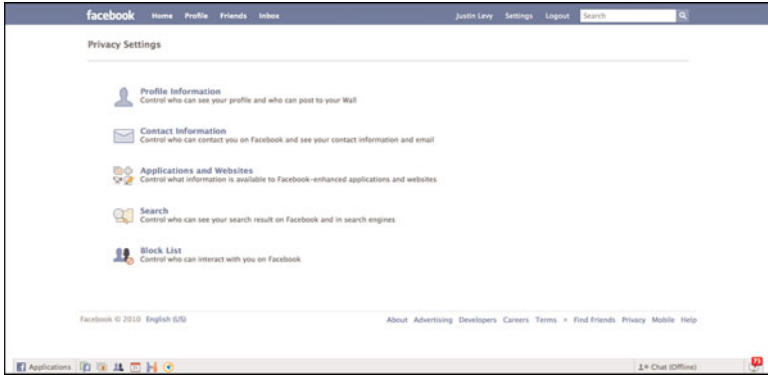 facebook Home Profile Friends Inbox Justin Levy Settings Logout Search
Privacy Settings
Profile Information
Control who can see your profile and who can post to your Wall
Contact Information
Control who can contact you on Facebook and see your contact information and email
Applications and Websites
Control what information is available to Facebook-enhanced applications and websites
Search
Control who can see your search result on Facebook and in search engines
Block List
Control who can interact with you on Facebook
Facebook © 2010 English (US) About Advertising Developers Careers Terms • Find Friends Privacy Mobile Help
Applications Chat (Offline) 75